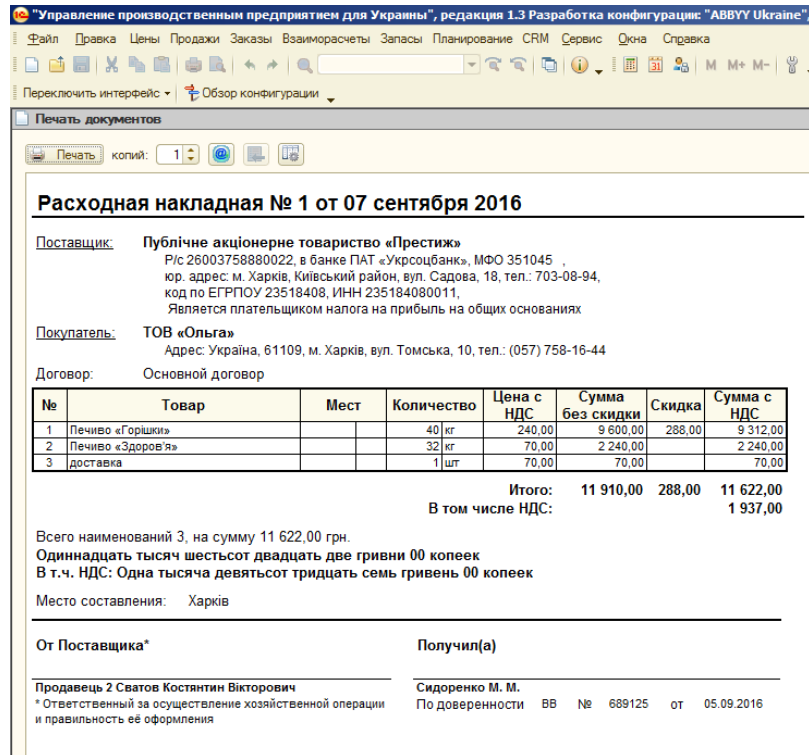 "Управление производственным предприятием для Украины", редакция 1.3 Разработка конфигурации: "ABBYY Ukraine"
Файл Правка Цены Продажи Заказы Взаиморасчеты Запасы Планирование CRM Сервис Окна Справка
31 M M+ M-
Переключить интерфейс Обзор конфигурации
Печать документов
Печать копий: 1
Расходная накладная № 1 от 07 сентября 2016
Поставщик: Публічне акціонерне товариство «Престиж»
Р/с 26003758880022, в банке ПАТ «Укрсоцбанк», МФО 351045 ,
юр. адрес: м. Харків, Київський район, вул. Садова, 18, тел.: 703-08-94,
код по ЕГРПОУ 23518408, ИНН 235184080011,
Является плательщиком налога на прибыль на общих основаниях
Покупатель: ТОВ «Ольга»
Адрес: Україна, 61109, м. Харків, вул. Томська, 10, тел.: (057) 758-16-44
Договор: Основной договор
№ Товар Мест Количество Цена с НДС Сумма без скидки Скидка Сумма с НДС
1 Печиво «Горішки» 40 кг 240,00 9 600,00 288,00 9 312,00
2 Печиво «Здоров'я» 32 кг 70,00 2 240,00 2 240,00
3 доставка 1 шт 70,00 70,00 70,00
Итого: 11 910,00 288,00 11 622,00
В том числе НДС: 1 937,00
Всего наименований 3, на сумму 11 622,00 грн.
Одиннадцать тысяч шестьсот двадцать две гривни 00 копеек
В т.ч. НДС: Одна тысяча девятьсот тридцать семь гривень 00 копеек
Место составления: Харків
От Поставщика* Получил(а)
Продавець 2 Сватов Костянтин Вікторович Сидоренко М. М.
* Ответственный за осуществление хозяйственной операции По доверенности ВВ № 689125 от 05.09.2016
и правильность её оформления